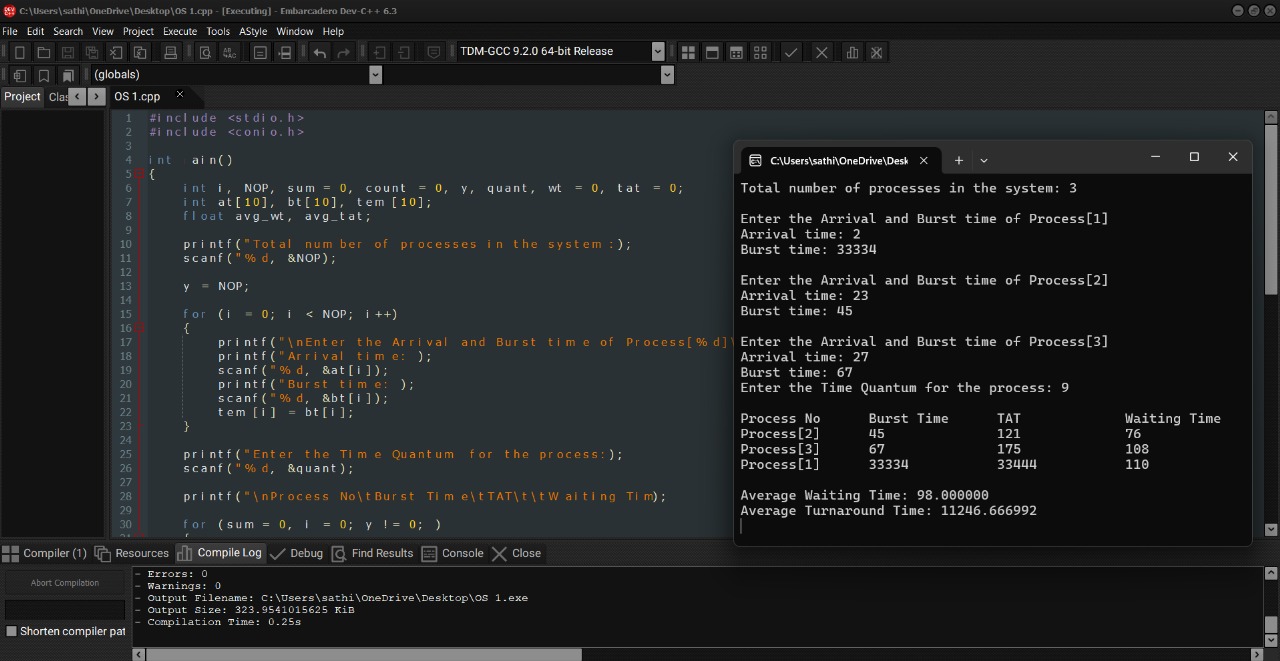 C:\Users\sathi\OneDrive\Desktop\OS 1.cpp - [Executing] - Embarcadero Dev-C++ 6.3
File Edit Search View Project Execute Tools AStyle Window Help
TDM-GCC 9.2.0 64-bit Release
(globals)
Project Clas OS 1.cpp
1 #include <stdio.h>
2 #include <conio.h>
3
4 int ain()
5 {
6 int i, NOP, sum = 0, count = 0, y, quant, wt = 0, tat = 0;
7 int at[10], bt[10], tem [10];
8 float avg_wt, avg_tat;
9
10 printf("Total number of processes in the system :);
11 scanf("%d, &NOP);
12
13 y = NOP;
14
15 for (i = 0; i < NOP; i++)
16 {
17 printf("\nEnter the Arrival and Burst time of Process[%d]\
18 printf("Arrival time: );
19 scanf("%d, &at[i]);
20 printf("Burst time: );
21 scanf("%d, &bt[i]);
22 tem [i] = bt[i];
23 }
24
25 printf("Enter the Time Quantum for the process:);
26 scanf("%d, &quant);
27
28 printf("\nProcess No\tBurst Time\tTAT\t\tWaiting Tim);
29
30 for (sum = 0, i = 0; y != 0; )
C:\Users\sathi\OneDrive\Desk
Total number of processes in the system: 3
Enter the Arrival and Burst time of Process[1]
Arrival time: 2
Burst time: 33334
Enter the Arrival and Burst time of Process[2]
Arrival time: 23
Burst time: 45
Enter the Arrival and Burst time of Process[3]
Arrival time: 27
Burst time: 67
Enter the Time Quantum for the process: 9
Process No Burst Time TAT Waiting Time
Process[2] 45 121 76
Process[3] 67 175 108
Process[1] 33334 33444 110
Average Waiting Time: 98.000000
Average Turnaround Time: 11246.666992
Compiler (1) Resources Compile Log Debug Find Results Console Close
Abort Compilation
Shorten compiler pat
- Errors: 0
- Warnings: 0
- Output Filename: C:\Users\sathi\OneDrive\Desktop\OS 1.exe
- Output Size: 323.9541015625 KiB
- Compilation Time: 0.25s